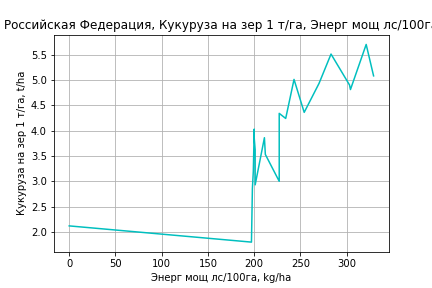 Российская Федерация, Кукуруза на зер 1 т/га, Энерг мощ лс/100га
5.5
5.0
4.5
4.0
3.5
3.0
2.5
2.0
Кукуруза на зер 1 т/га, t/ha
0 50 100 150 200 250 300
Энерг мощ лс/100га, kg/ha